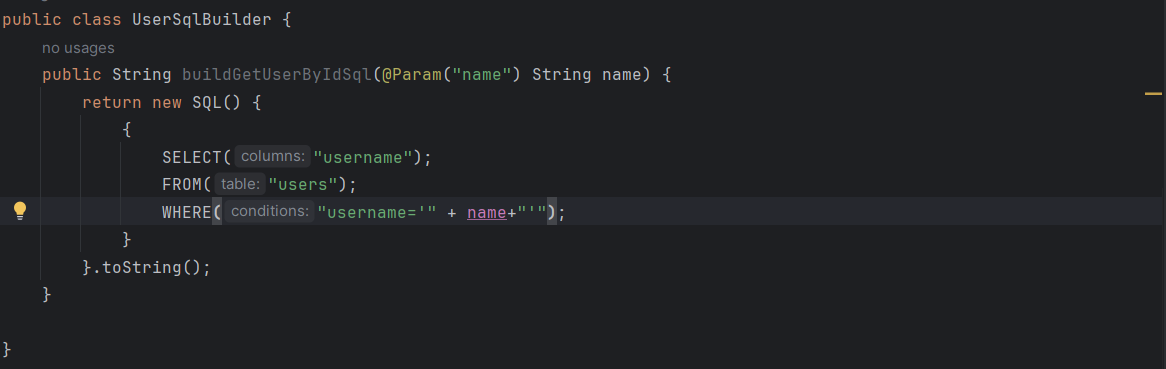 public class UserSqlBuilder {
no usages
public String buildGetUserByIdSql(@Param("name") String name) {
return new SQL() {
{
SELECT( columns: "username");
FROM( table: "users");
WHERE( conditions: "username='" + name+"'");
}
}.toString();
}
}